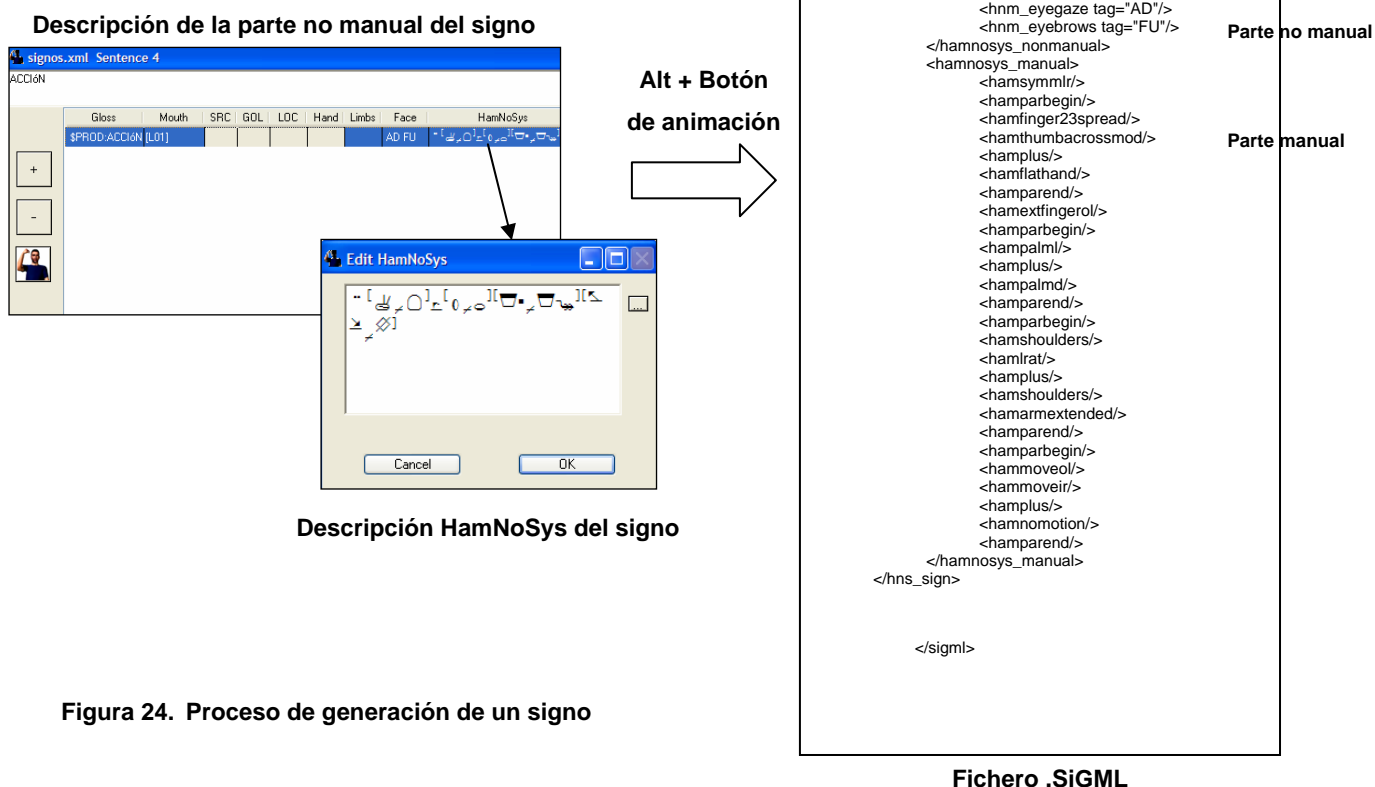 Descripción de la parte no manual del signo
signos.xml Sentence 4
ACCIóN
Gloss Mouth SRC GOL LOC Hand Limbs Face HamNoSys
$PROD:ACCIóN [L01] AD FU
+
-
Edit HamNoSys
...
Cancel OK
Descripción HamNoSys del signo
Alt + Botón
de animación
<hnm_eyegaze tag="AD"/>
<hnm_eyebrows tag="FU"/>
</hamnosys_nonmanual>
<hamnosys_manual>
<hamsymmlr/>
<hamparbegin/>
<hamfinger23spread/>
<hamthumbacrossmod/>
<hamplus/>
<hamflathand/>
<hamparend/>
<hamextfingerol/>
<hamparbegin/>
<hampalml/>
<hamplus/>
<hampalmd/>
<hamparend/>
<hamparbegin/>
<hamshoulders/>
<hamlrat/>
<hamplus/>
<hamshoulders/>
<hamarmextended/>
<hamparend/>
<hamparbegin/>
<hammoveol/>
<hammoveir/>
<hamplus/>
<hamnomotion/>
<hamparend/>
</hamnosys_manual>
</hns_sign>
</sigml>
Parte no manual
Parte manual
Figura 24. Proceso de generación de un signo
Fichero .SiGML